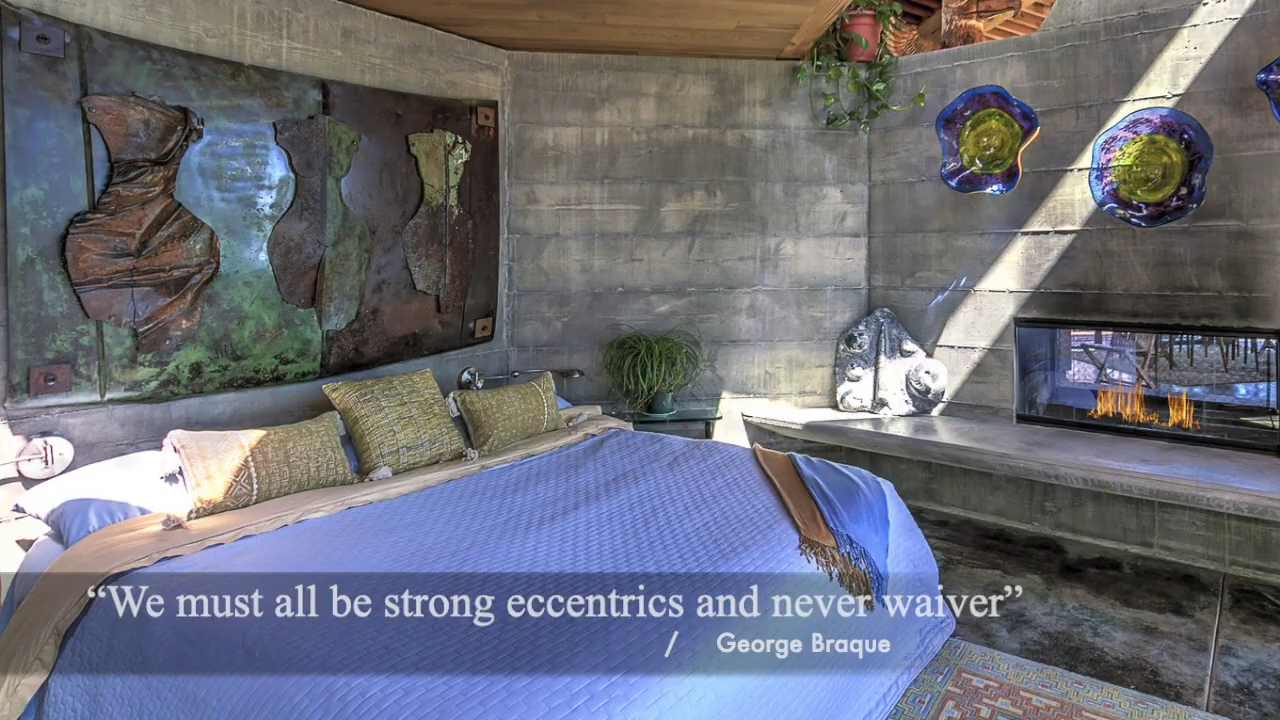 “We must all be strong eccentrics and never waiver”
/ George Braque